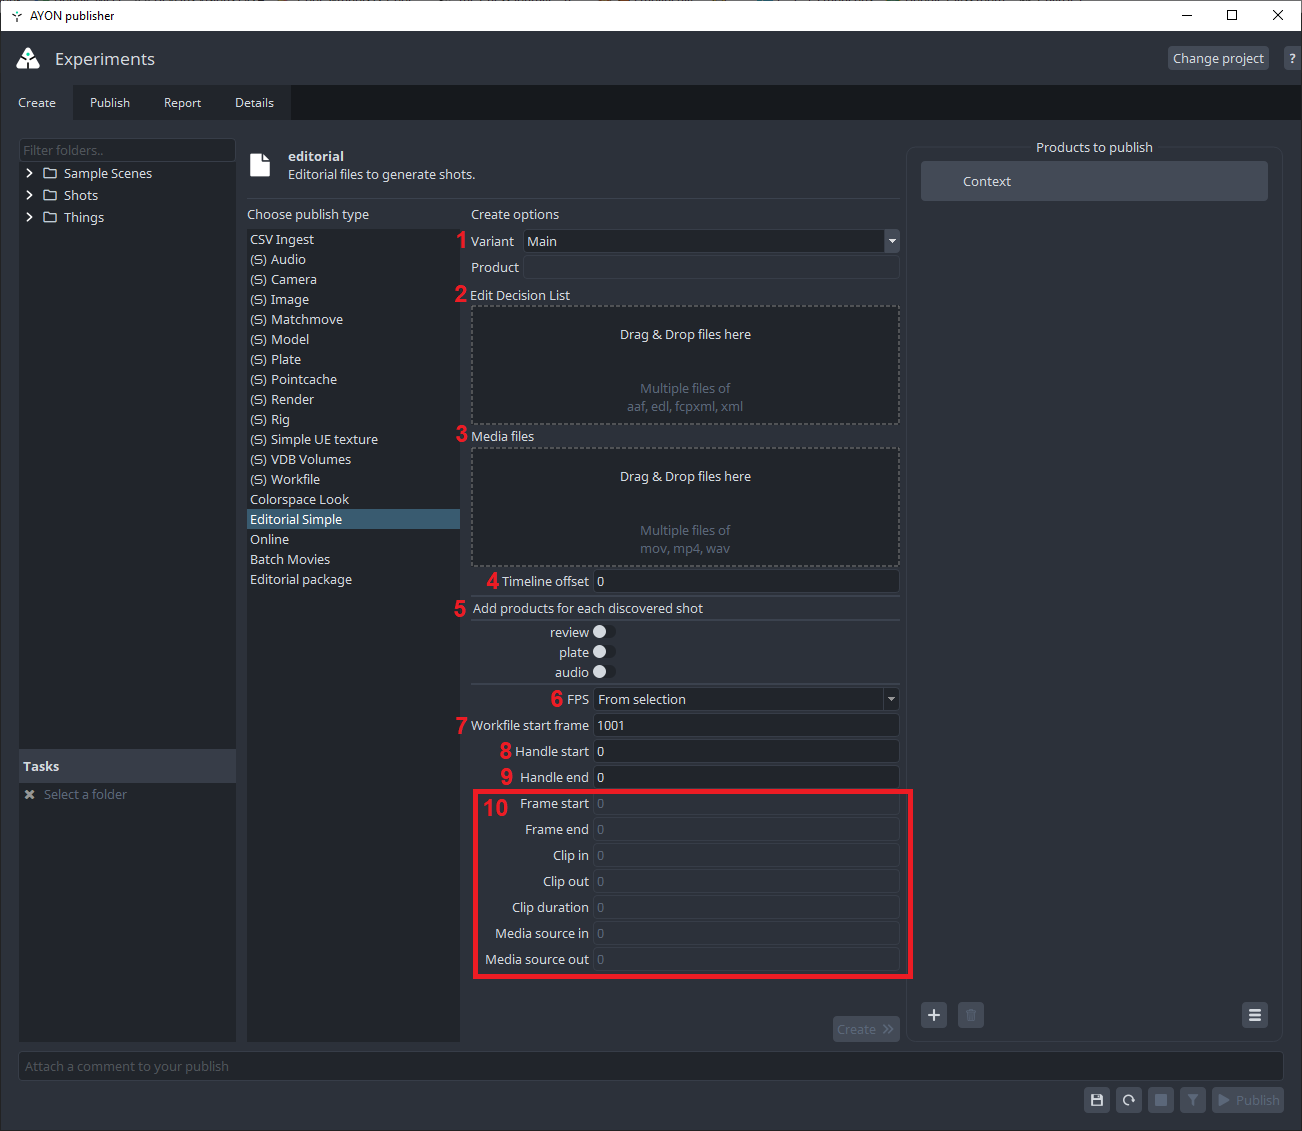 AYON publisher
Experiments
Change project
?
Create
Publish
Report
Details
Filter folders..
Sample Scenes
Shots
Things
Tasks
Select a folder
editorial
Editorial files to generate shots.
Choose publish type
CSV Ingest
(S) Audio
(S) Camera
(S) Image
(S) Matchmove
(S) Model
(S) Plate
(S) Pointcache
(S) Render
(S) Rig
(S) Simple UE texture
(S) VDB Volumes
(S) Workfile
Colorspace Look
Editorial Simple
Online
Batch Movies
Editorial package
Create options
1 Variant Main
Product
2 Edit Decision List
Drag & Drop files here
Multiple files of
aaf, edl, fcpxml, xml
3 Media files
Drag & Drop files here
Multiple files of
mov, mp4, wav
4 Timeline offset 0
5 Add products for each discovered shot
review
plate
audio
6 FPS From selection
7 Workfile start frame 1001
8 Handle start 0
9 Handle end 0
10 Frame start 0
Frame end 0
Clip in 0
Clip out 0
Clip duration 0
Media source in 0
Media source out 0
Create
Products to publish
Context
Attach a comment to your publish
Publish